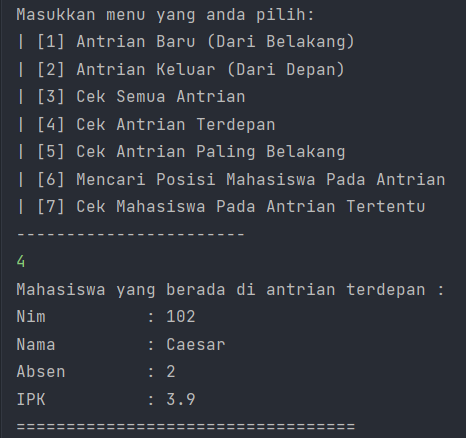 Masukkan menu yang anda pilih:
| [1] Antrian Baru (Dari Belakang)
| [2] Antrian Keluar (Dari Depan)
| [3] Cek Semua Antrian
| [4] Cek Antrian Terdepan
| [5] Cek Antrian Paling Belakang
| [6] Mencari Posisi Mahasiswa Pada Antrian
| [7] Cek Mahasiswa Pada Antrian Tertentu
-----------------------
4
Mahasiswa yang berada di antrian terdepan :
Nim          : 102
Nama         : Caesar
Absen        : 2
IPK          : 3.9
==================================